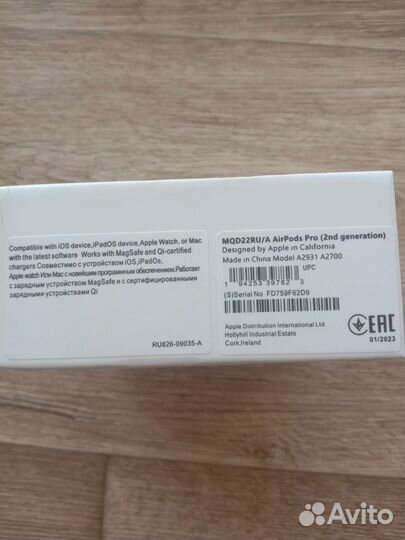 Compatible with iOS device,iPadOS device,Apple Watch, or Mac
with the latest software Works with MagSafe and Qi-certified
chargers Совместимо с устройством iOS,iPadOs,
Apple watch Или Mac с новейшим програминым обеспечением.Работает
с зарядным устройством MagSafe и с сертифицированными
зарядными устройствами Qi
RU826-09035-A
MQD22RU/A AirPods Pro (2nd generation)
Designed by Apple in California
Made in China Model A2931 A2700
UPC
1 94253 39782 3
(S)Serial No FD759F62D9
Apple Distribution International Ltd
Hollyhill Industrial Estate
Cork,Ireland
EAC
01/2023
Avito